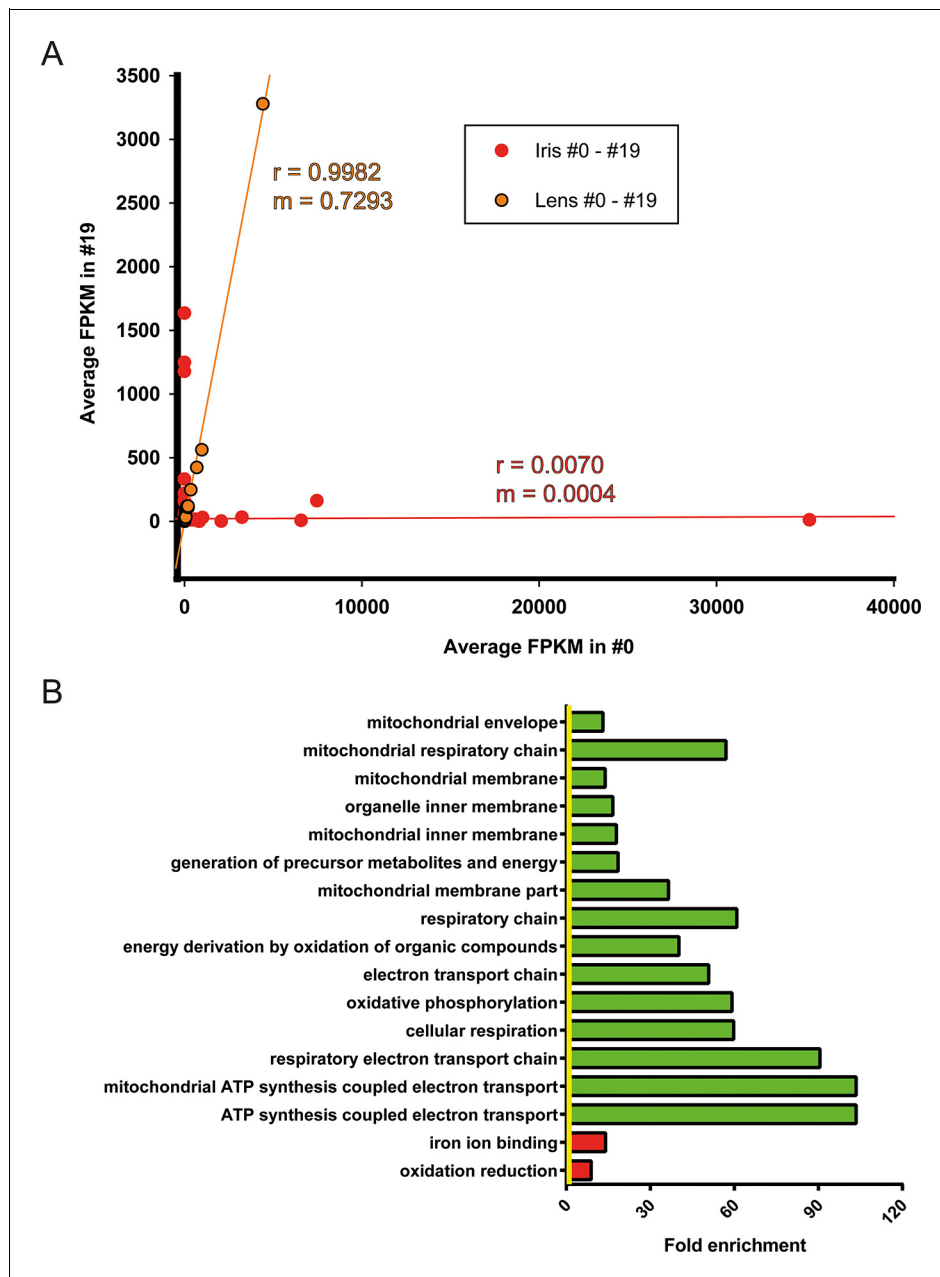 A
3500
3000
2500
2000
1500
1000
500
0
Average FPKM in #19
r = 0.9982
m = 0.7293
Iris #0 - #19
Lens #0 - #19
r = 0.0070
m = 0.0004
0 10000 20000 30000 40000
Average FPKM in #0
B
mitochondrial envelope
mitochondrial respiratory chain
mitochondrial membrane
organelle inner membrane
mitochondrial inner membrane
generation of precursor metabolites and energy
mitochondrial membrane part
respiratory chain
energy derivation by oxidation of organic compounds
electron transport chain
oxidative phosphorylation
cellular respiration
respiratory electron transport chain
mitochondrial ATP synthesis coupled electron transport
ATP synthesis coupled electron transport
iron ion binding
oxidation reduction
0 30 60 90 120
Fold enrichment